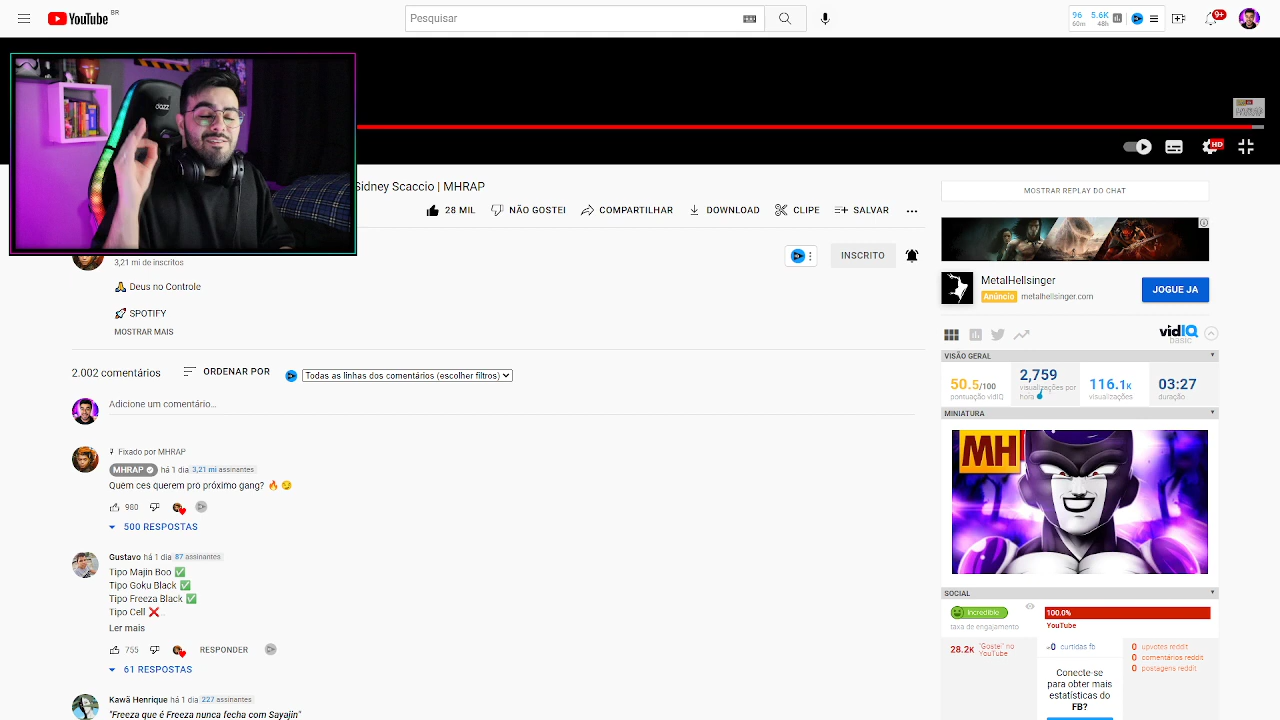 YouTube BR
Pesquisar
96 5.6K
60m 48h
9+
dazz
HD
Sidney Scaccio | MHRAP
28 MIL NÃO GOSTEI COMPARTILHAR DOWNLOAD CLIPE SALVAR
3,21 mi de inscritos
INSCRITO
🙏 Deus no Controle
🚀 SPOTIFY
MOSTRAR MAIS
2.002 comentários ORDENAR POR Todas as linhas dos comentários (escolher filtros)
Adicione um comentário...
Fixado por MHRAP
MHRAP há 1 dia 3,21 mi assinantes
Quem ces querem pro próximo gang? 🔥 😏
980
500 RESPOSTAS
Gustavo há 1 dia 87 assinantes
Tipo Majin Boo ✅
Tipo Goku Black ✅
Tipo Freeza Black ✅
Tipo Cell ❌
Ler mais
755 RESPONDER
61 RESPOSTAS
Kawã Henrique há 1 dia 227 assinantes
“Freeza que é Freeza nunca fecha com Sayajin”
MOSTRAR REPLAY DO CHAT
MetalHellsinger
Anúncio metalhellsinger.com
JOGUE JA
vidIQ
basic
VISÃO GERAL
50.5/100
pontuação vidIQ
2,759
visualizações por
hora
116.1K
visualizações
03:27
duração
MINIATURA
MH
SOCIAL
Incredible
taxa de engajamento
100.0%
YouTube
28.2K "Gostei" no
YouTube
0 curtidas fb
Conecte-se
para obter mais
estatísticas do
FB?
0 upvotes reddit
0 comentários reddit
0 postagens reddit